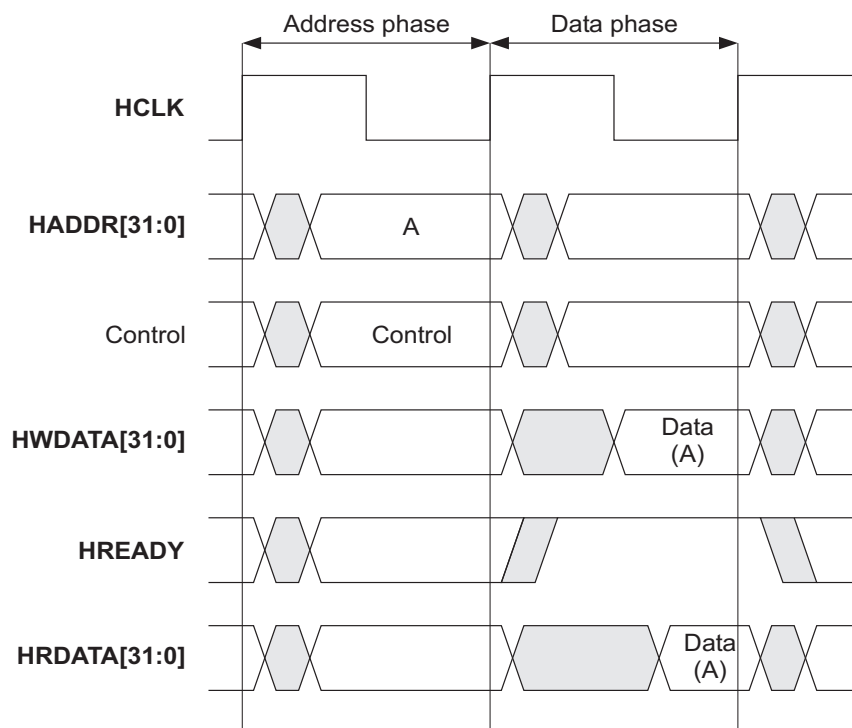 Address phase
Data phase
HCLK
HADDR[31:0]
A
Control
Control
HWDATA[31:0]
Data
(A)
HREADY
HRDATA[31:0]
Data
(A)